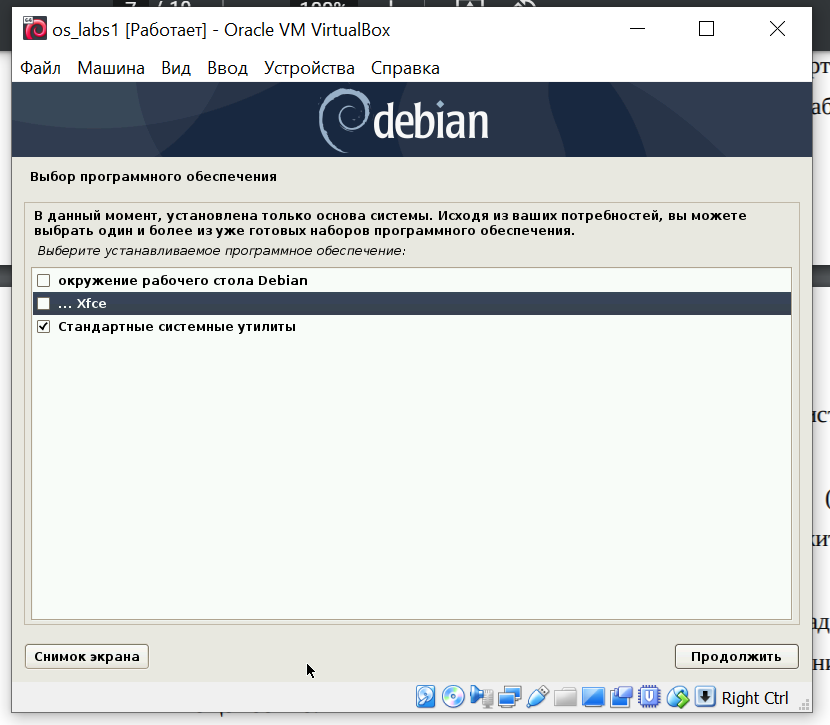 os_labs1 [Работает] - Oracle VM VirtualBox
Файл Машина Вид Ввод Устройства Справка
debian
Выбор программного обеспечения
В данный момент, установлена только основа системы. Исходя из ваших потребностей, вы можете
выбрать один и более из уже готовых наборов программного обеспечения.
Выберите устанавливаемое программное обеспечение:
окружение рабочего стола Debian
... Xfce
Стандартные системные утилиты
Снимок экрана
Продолжить
Right Ctrl